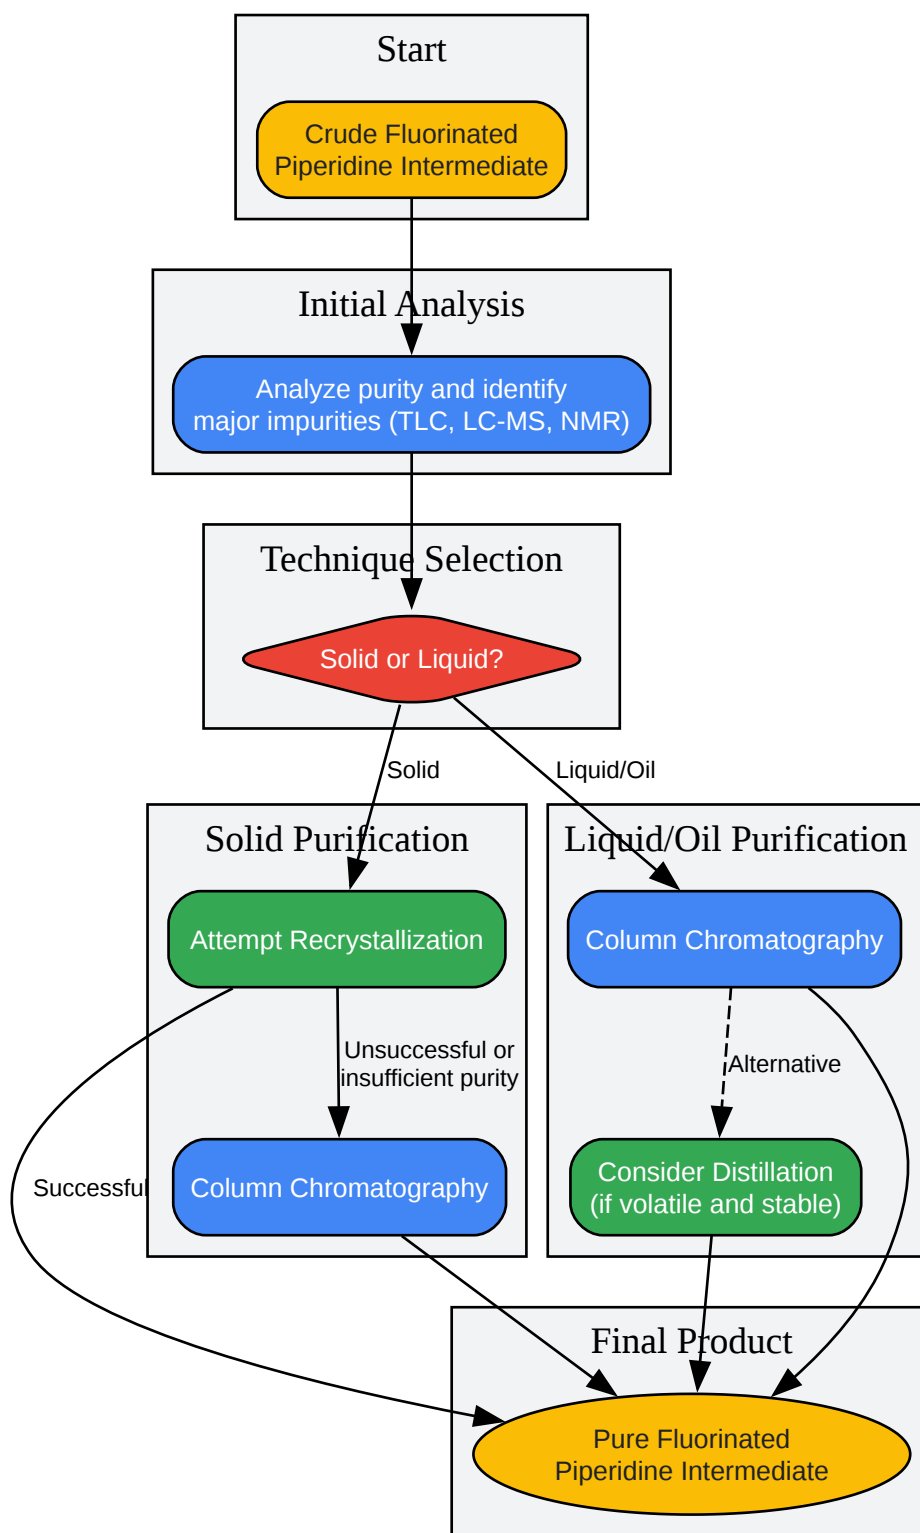 Start
Crude Fluorinated
Piperidine Intermediate
Initial Analysis
Analyze purity and identify
major impurities (TLC, LC-MS, NMR)
Technique Selection
Solid or Liquid?
Solid
Liquid/Oil
Solid Purification
Liquid/Oil Purification
Attempt Recrystallization
Column Chromatography
Unsuccessful or
insufficient purity
Alternative
Successful
Column Chromatography
Consider Distillation
(if volatile and stable)
Final Product
Pure Fluorinated
Piperidine Intermediate